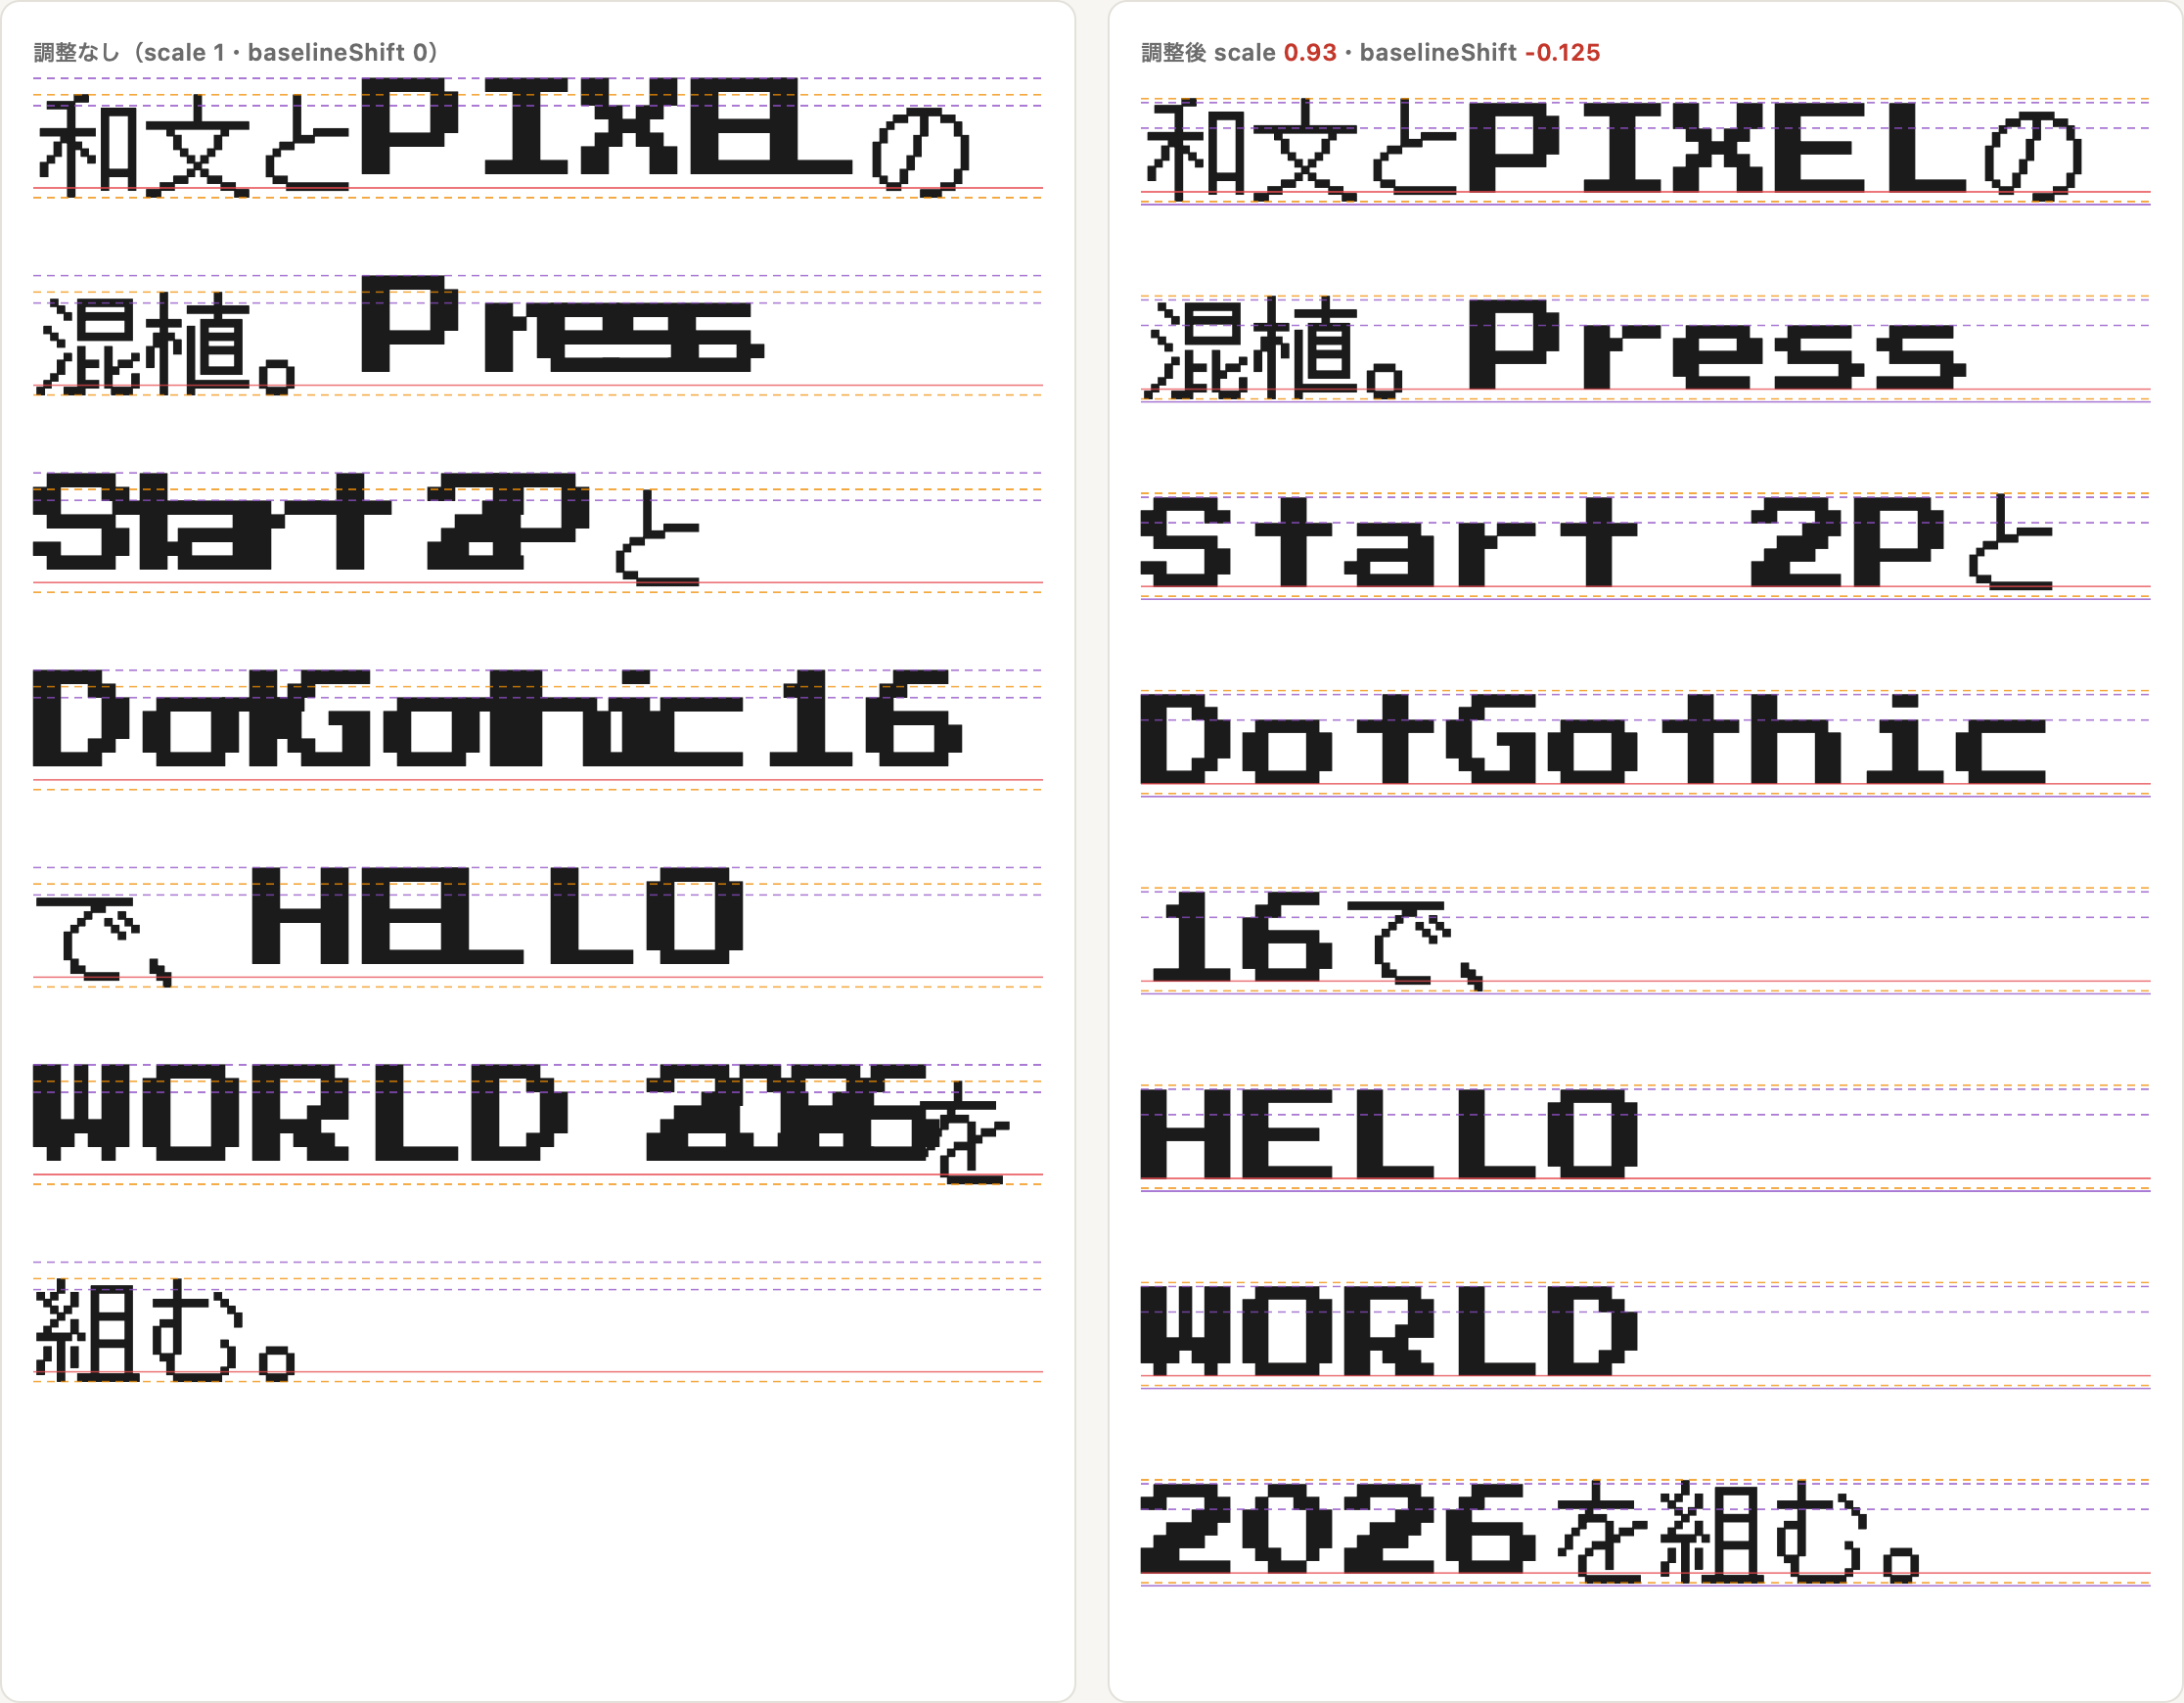 調整なし（scale 1・baselineShift 0）
和文とPIXELの
混植。Press
Start 2Pと
DotGothic16
で、HELLO
WORLD 2026を
組む。
調整後 scale 0.93・baselineShift -0.125
和文とPIXELの
混植。Press
Start 2Pと
DotGothic
16で、
HELLO
WORLD
2026を組む。